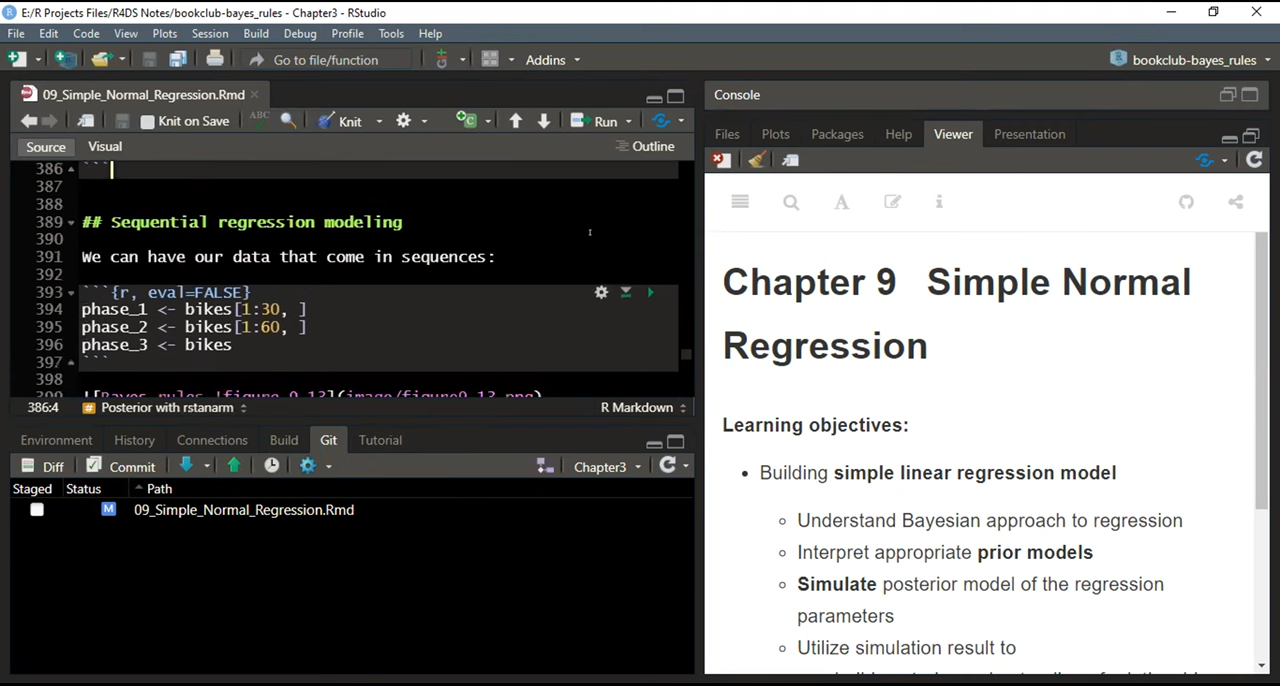 E:/R Projects Files/R4DS Notes/bookclub-bayes_rules - Chapter3 - RStudio
File Edit Code View Plots Session Build Debug Profile Tools Help
Go to file/function Addins bookclub-bayes_rules
09_Simple_Normal_Regression.Rmd
Knit on Save ABC Knit Run
Source Visual Outline
386 ```
387
388
389 ## Sequential regression modeling
390
391 We can have our data that come in sequences:
392
393 ```{r, eval=FALSE}
394 phase_1 <- bikes[1:30, ]
395 phase_2 <- bikes[1:60, ]
396 phase_3 <- bikes
397 ```
398
399
386:4 Posterior with rstanarm R Markdown
Environment History Connections Build Git Tutorial
Diff Commit Chapter3
Staged Status Path
M 09_Simple_Normal_Regression.Rmd
Console
Files Plots Packages Help Viewer Presentation
Chapter 9 Simple Normal
Regression
Learning objectives:
• Building simple linear regression model
◦ Understand Bayesian approach to regression
◦ Interpret appropriate prior models
◦ Simulate posterior model of the regression
parameters
◦ Utilize simulation result to